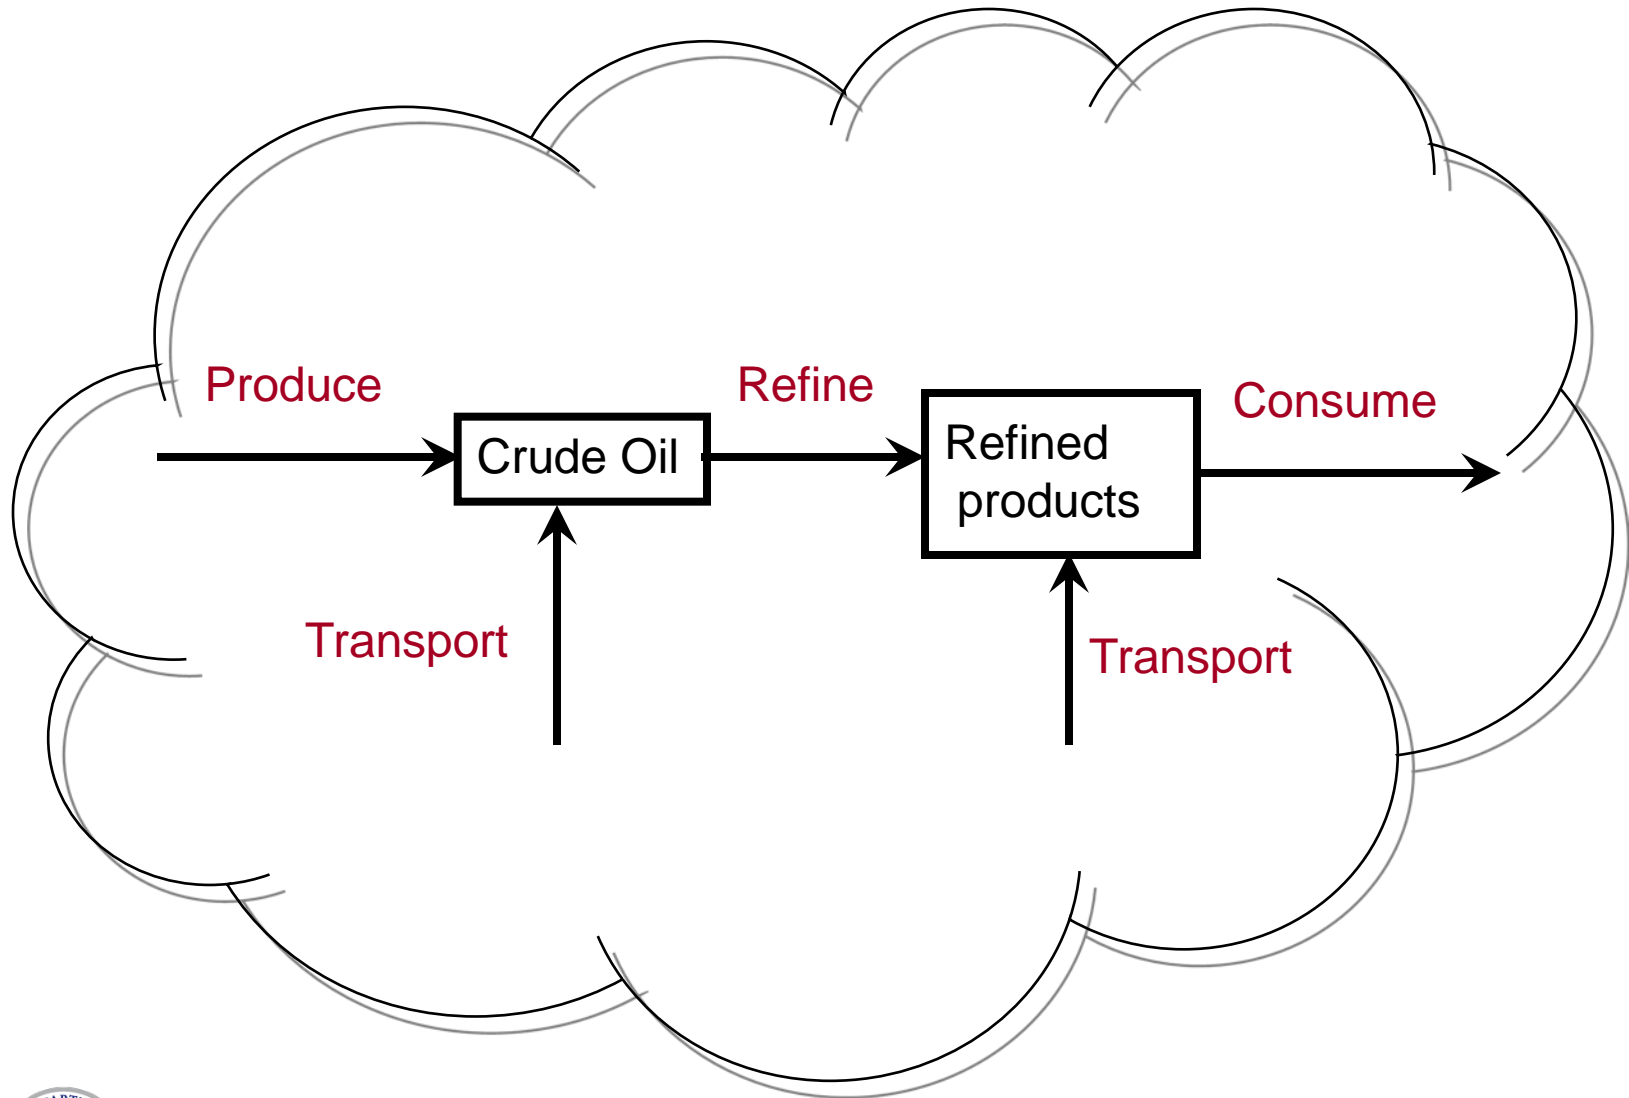 Produce
Refine
Consume
Crude Oil
Refined
products
Transport
Transport